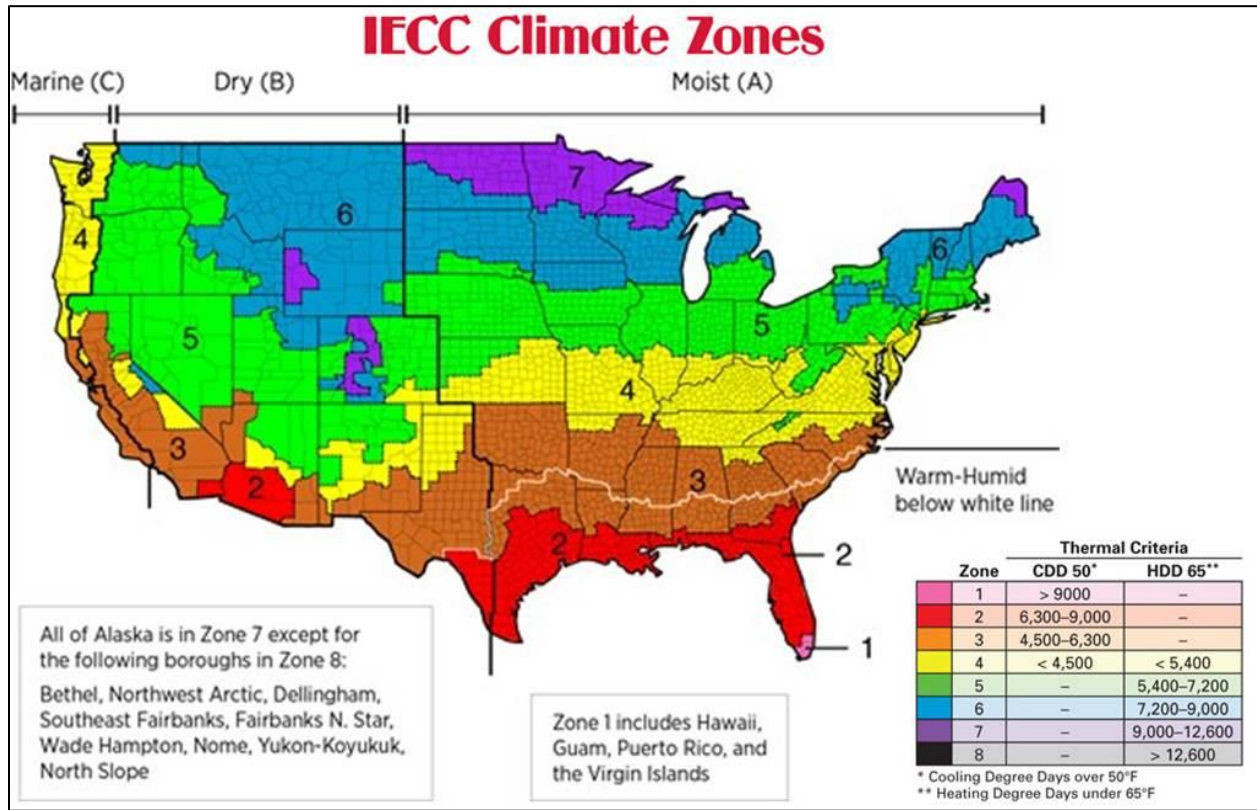 IECC Climate Zones
Marine (C) Dry (B) Moist (A)
7
6
4
6
5
5
4
3
3
2
2
Warm-Humid
below white line
2
1
All of Alaska is in Zone 7 except for
the following boroughs in Zone 8:
Bethel, Northwest Arctic, Dellingham,
Southeast Fairbanks, Fairbanks N. Star,
Wade Hampton, Nome, Yukon-Koyukuk,
North Slope
Zone 1 includes Hawaii,
Guam, Puerto Rico, and
the Virgin Islands
Thermal Criteria
Zone CDD 50* HDD 65**
1 > 9000 –
2 6,300–9,000 –
3 4,500–6,300 –
4 < 4,500 < 5,400
5 – 5,400–7,200
6 – 7,200–9,000
7 – 9,000–12,600
8 – > 12,600
* Cooling Degree Days over 50°F
** Heating Degree Days under 65°F